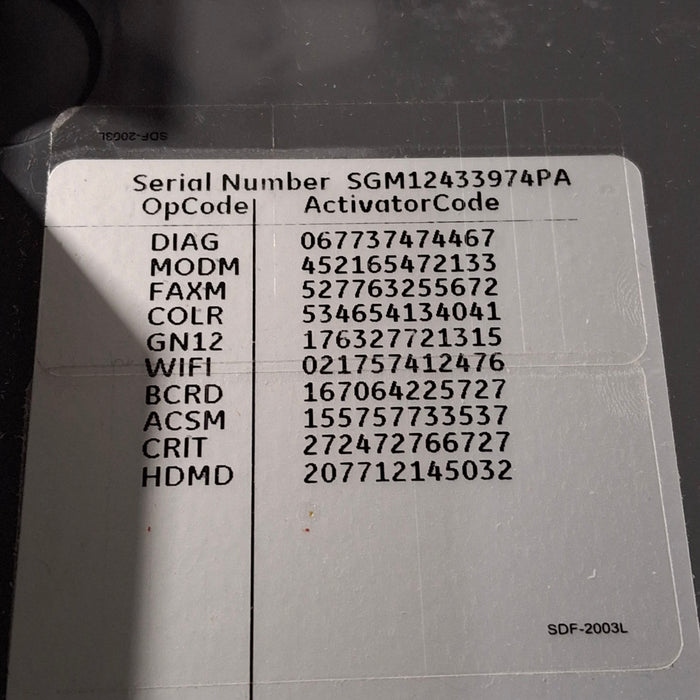 SDF-2003L
Serial Number SGM12433974PA
OpCode ActivatorCode
DIAG 067737474467
MODM 452165472133
FAXM 527763255672
COLR 534654134041
GN12 176327721315
WIFI 021757412476
BCRD 167064225727
ACSM 155757733537
CRIT 272472766727
HDMD 207712145032
SDF-2003L